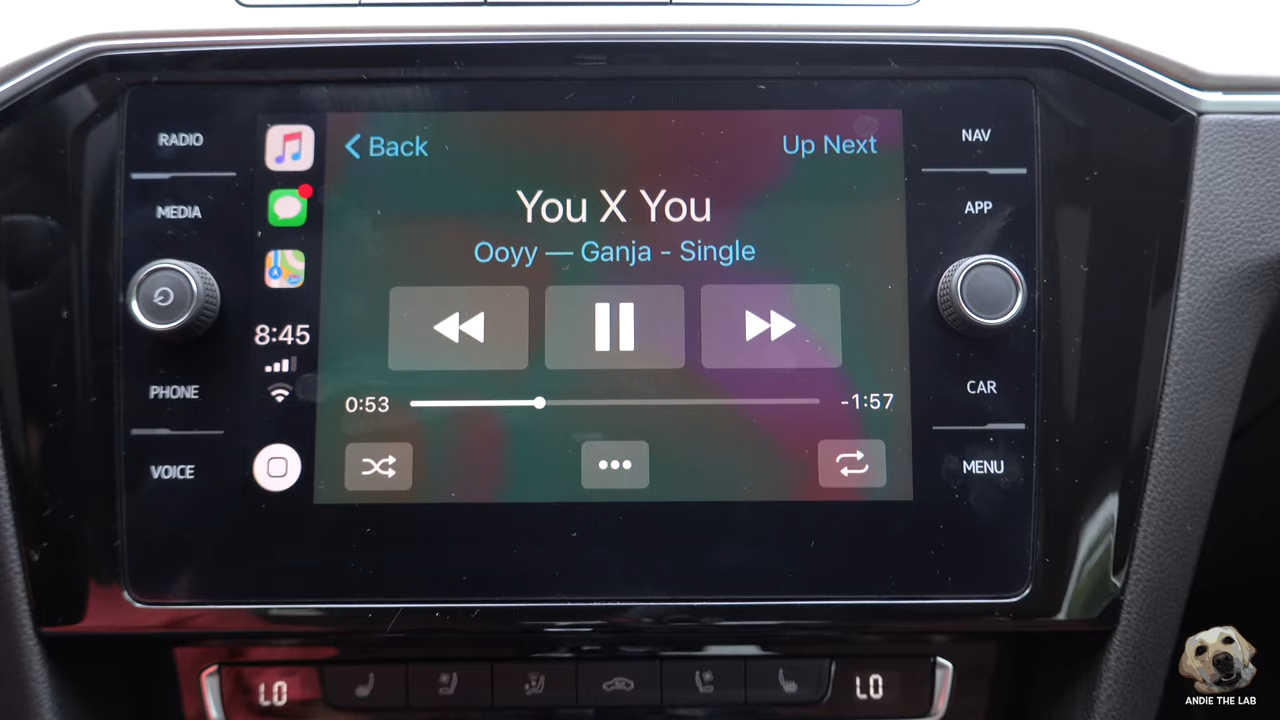 RADIO
MEDIA
PHONE
VOICE
8:45
Back
Up Next
You X You
Ooyy — Ganja - Single
0:53
-1:57
NAV
APP
CAR
MENU
LO
LO
ANDiE THE LAB